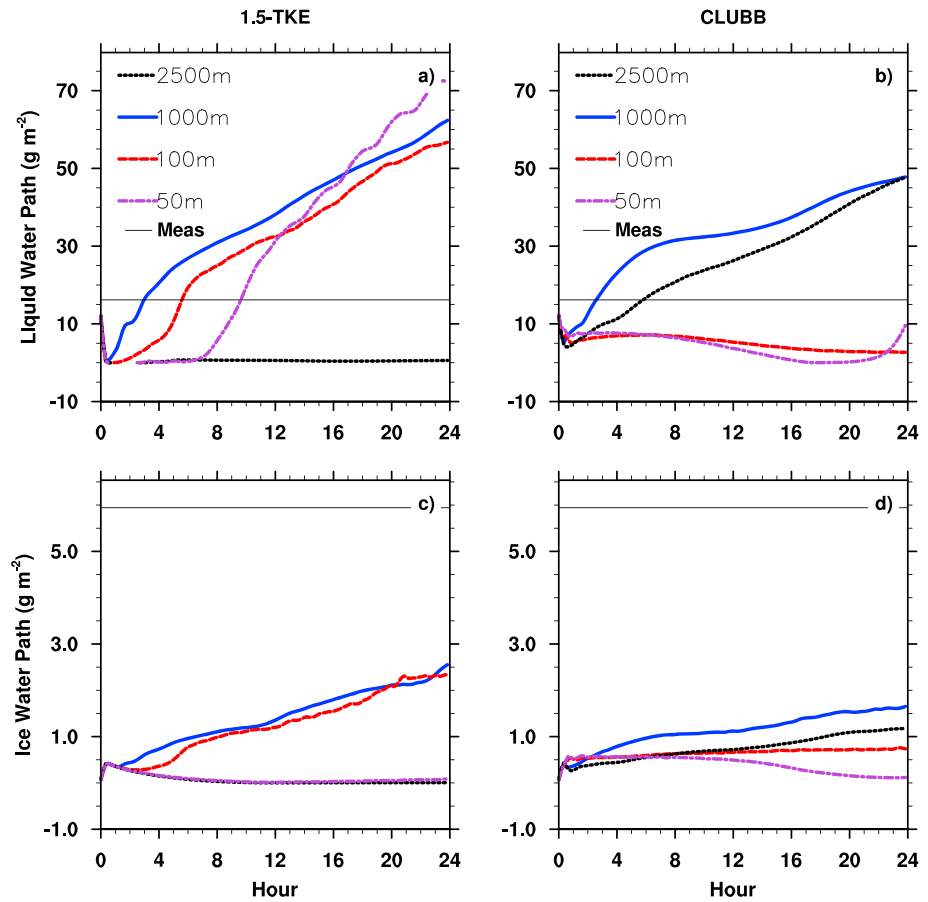 1.5-TKE
CLUBB
a)
2500m
1000m
100m
50m
Meas
LIquId Water Path (g m-2)
70
50
30
10
-10
0 4 8 12 16 20 24
b)
2500m
1000m
100m
50m
Meas
70
50
30
10
-10
0 4 8 12 16 20 24
c)
Ice Water Path (g m-2)
5.0
3.0
1.0
-1.0
0 4 8 12 16 20 24
Hour
d)
5.0
3.0
1.0
-1.0
0 4 8 12 16 20 24
Hour